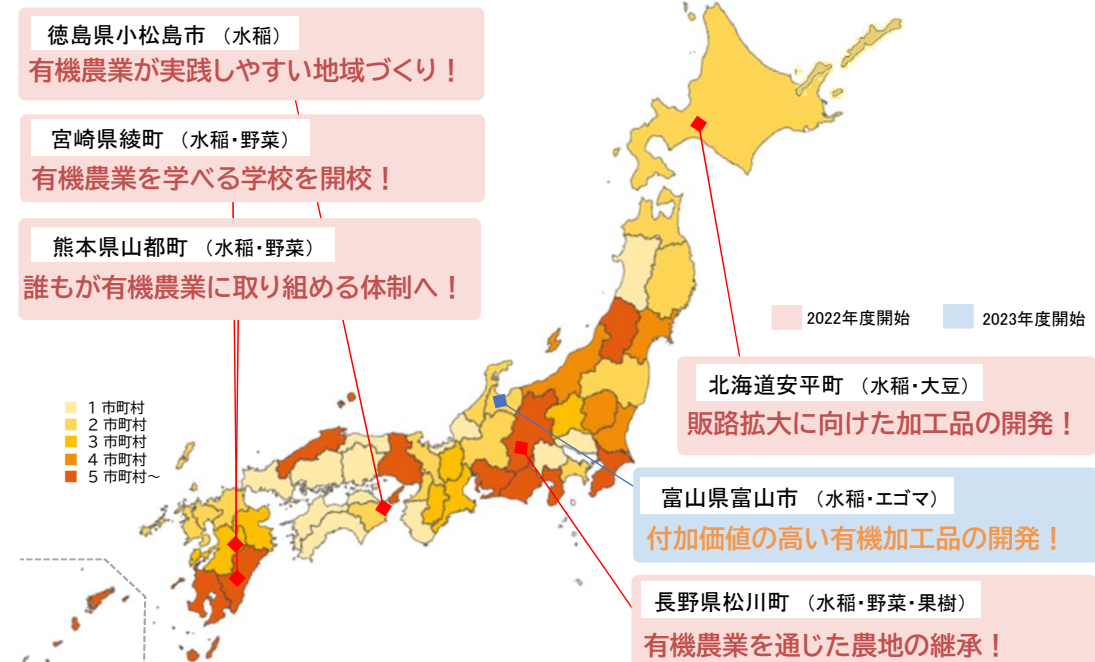 徳島県小松島市 （水稲）
有機農業が実践しやすい地域づくり！
宮崎県綾町 （水稲・野菜）
有機農業を学べる学校を開校！
熊本県山都町 （水稲・野菜）
誰もが有機農業に取り組める体制へ！
2022年度開始
2023年度開始
北海道安平町 （水稲・大豆）
販路拡大に向けた加工品の開発！
1 市町村
2 市町村
3 市町村
4 市町村
5 市町村～
富山県富山市 （水稲・エゴマ）
付加価値の高い有機加工品の開発！
長野県松川町 （水稲・野菜・果樹）
有機農業を通じた農地の継承！